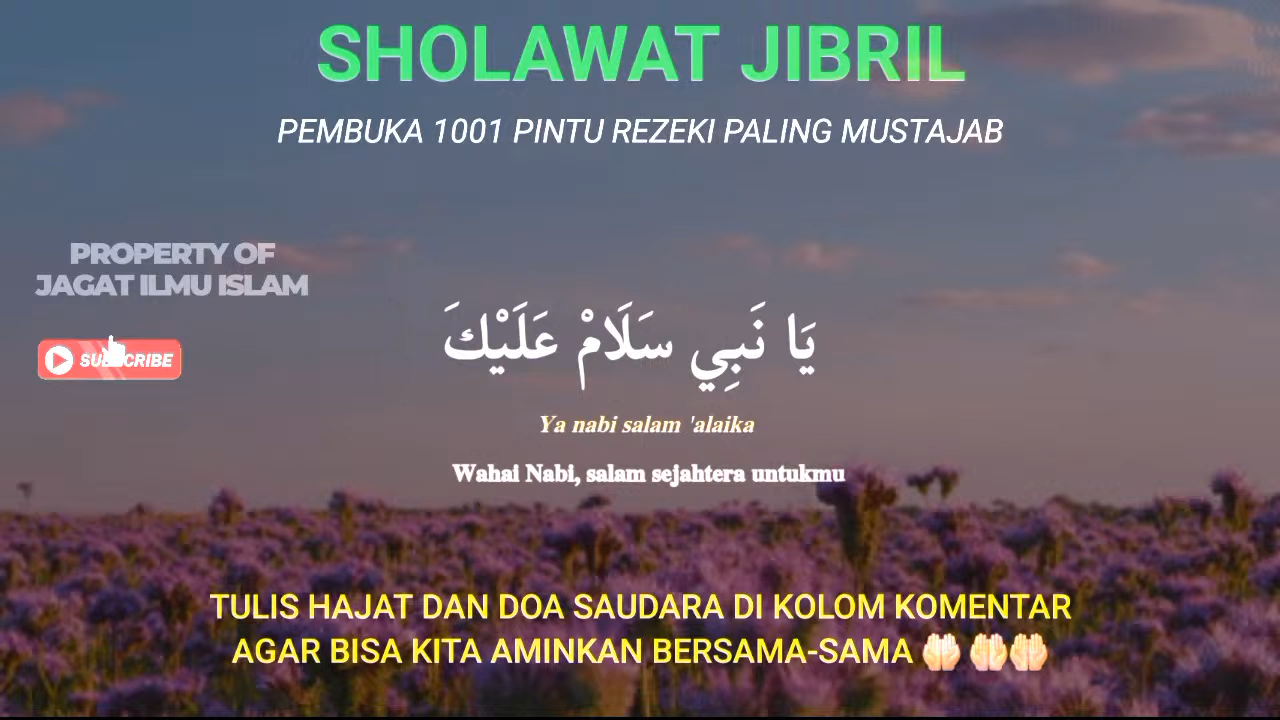 SHOLAWAT JIBRIL
PEMBUKA 1001 PINTU REZEKI PALING MUSTAJAB
PROPERTY OF
JAGAT ILMU ISLAM
SUBSCRIBE
يَا نَبِي سَلَامْ عَلَيْكَ
Ya nabi salam 'alaika
Wahai Nabi, salam sejahtera untukmu
TULIS HAJAT DAN DOA SAUDARA DI KOLOM KOMENTAR
AGAR BISA KITA AMINKAN BERSAMA-SAMA 🤲🏻 🤲🏻🤲🏻